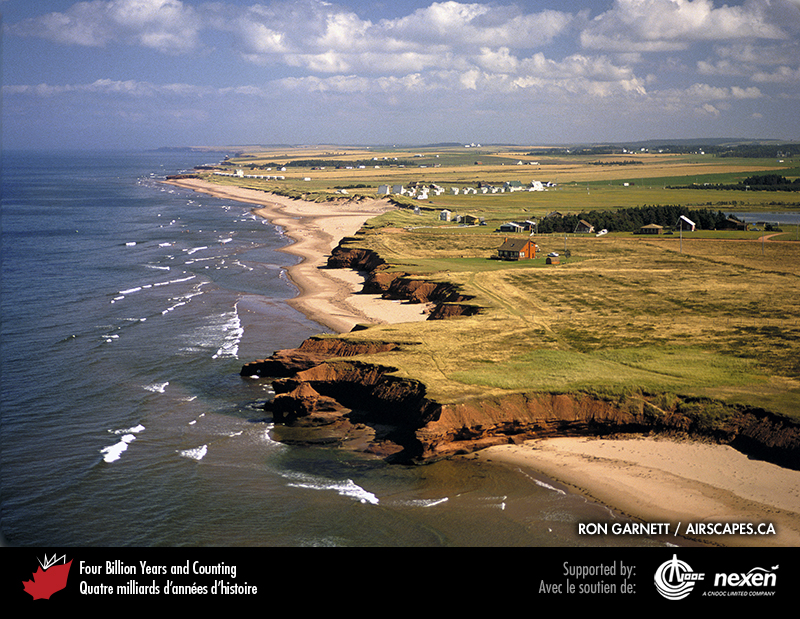 RON GARNETT / AIRSCAPES.CA
Four Billion Years and Counting
Quatre milliards d'années d'histoire
Supported by:
Avec le soutien de:
CNOOC
nexen
A CNOOC LIMITED COMPANY